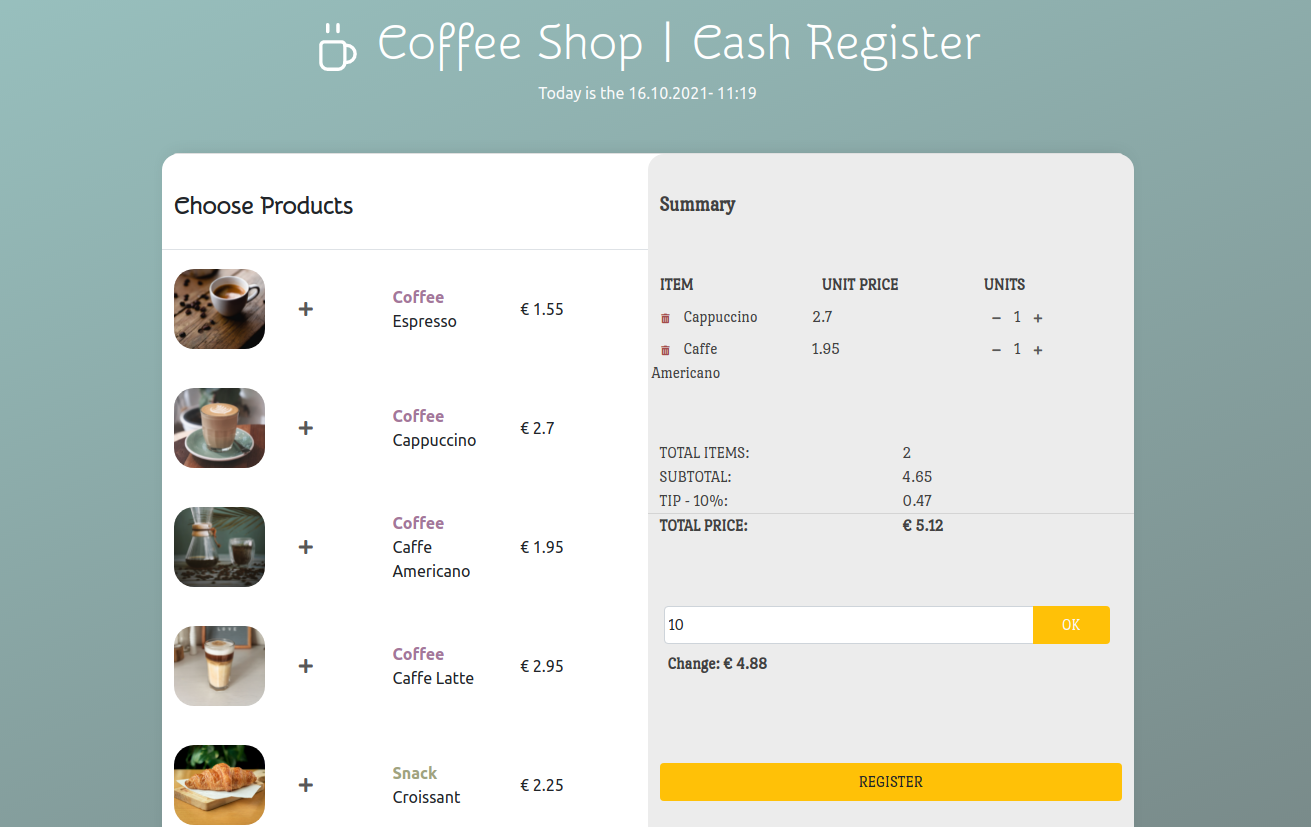 Coffee Shop | Cash Register
Today is the 16.10.2021- 11:19
Choose Products
Coffee
Espresso
€ 1.55
Coffee
Cappuccino
€ 2.7
Coffee
Caffe
Americano
€ 1.95
Coffee
Caffe Latte
€ 2.95
Snack
Croissant
€ 2.25
Summary
ITEM UNIT PRICE UNITS
Cappuccino 2.7 − 1 +
Caffe 1.95 − 1 +
Americano
TOTAL ITEMS: 2
SUBTOTAL: 4.65
TIP - 10%: 0.47
TOTAL PRICE: € 5.12
10 OK
Change: € 4.88
REGISTER